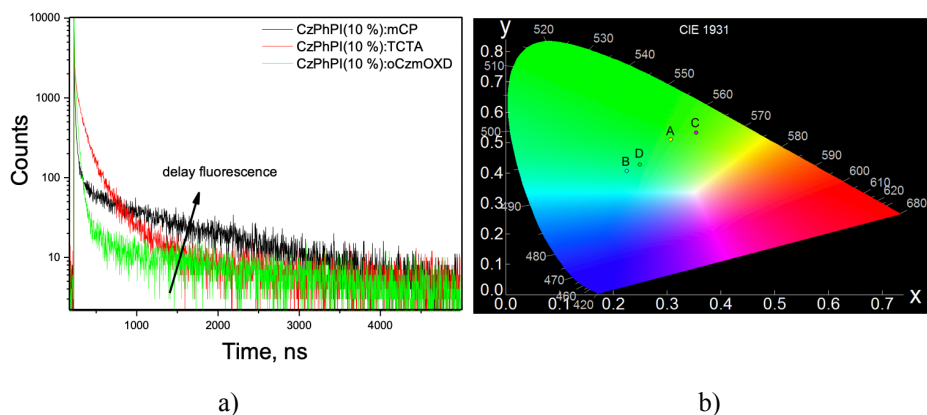 10000
1000
100
10
Counts
CzPhPI(10 %):mCP
CzPhPI(10 %):TCTA
CzPhPI(10 %):oCzmOXD
delay fluorescence
1000 2000 3000 4000
Time, ns
a)
y
CIE 1931
0.8
0.7
0.6
0.5
0.4
0.3
0.2
0.1
0.0
0.0 0.1 0.2 0.3 0.4 0.5 0.6 0.7
x
420
460
470
480
490
500
510
520
530
540
550
560
570
580
590
600
610
620
680
A
B
C
D
b)